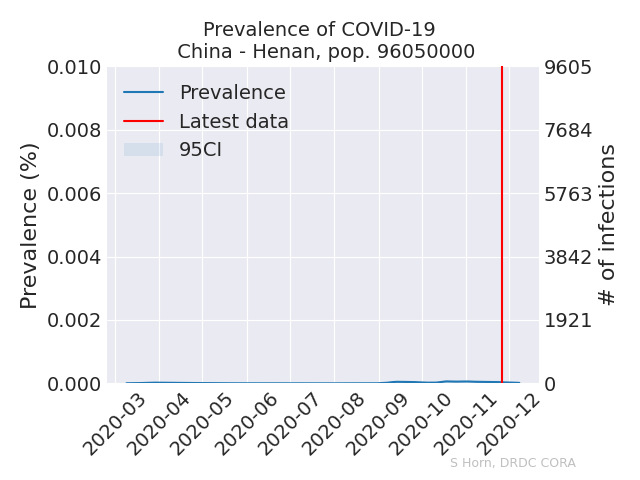 Prevalence of COVID-19
China - Henan, pop. 96050000
Prevalence
Latest data
95CI
Prevalence (%)
0.010
0.008
0.006
0.004
0.002
0.000
9605
7684
5763
3842
1921
0
# of infections
2020-03
2020-04
2020-05
2020-06
2020-07
2020-08
2020-09
2020-10
2020-11
2020-12
S Horn, DRDC CORA